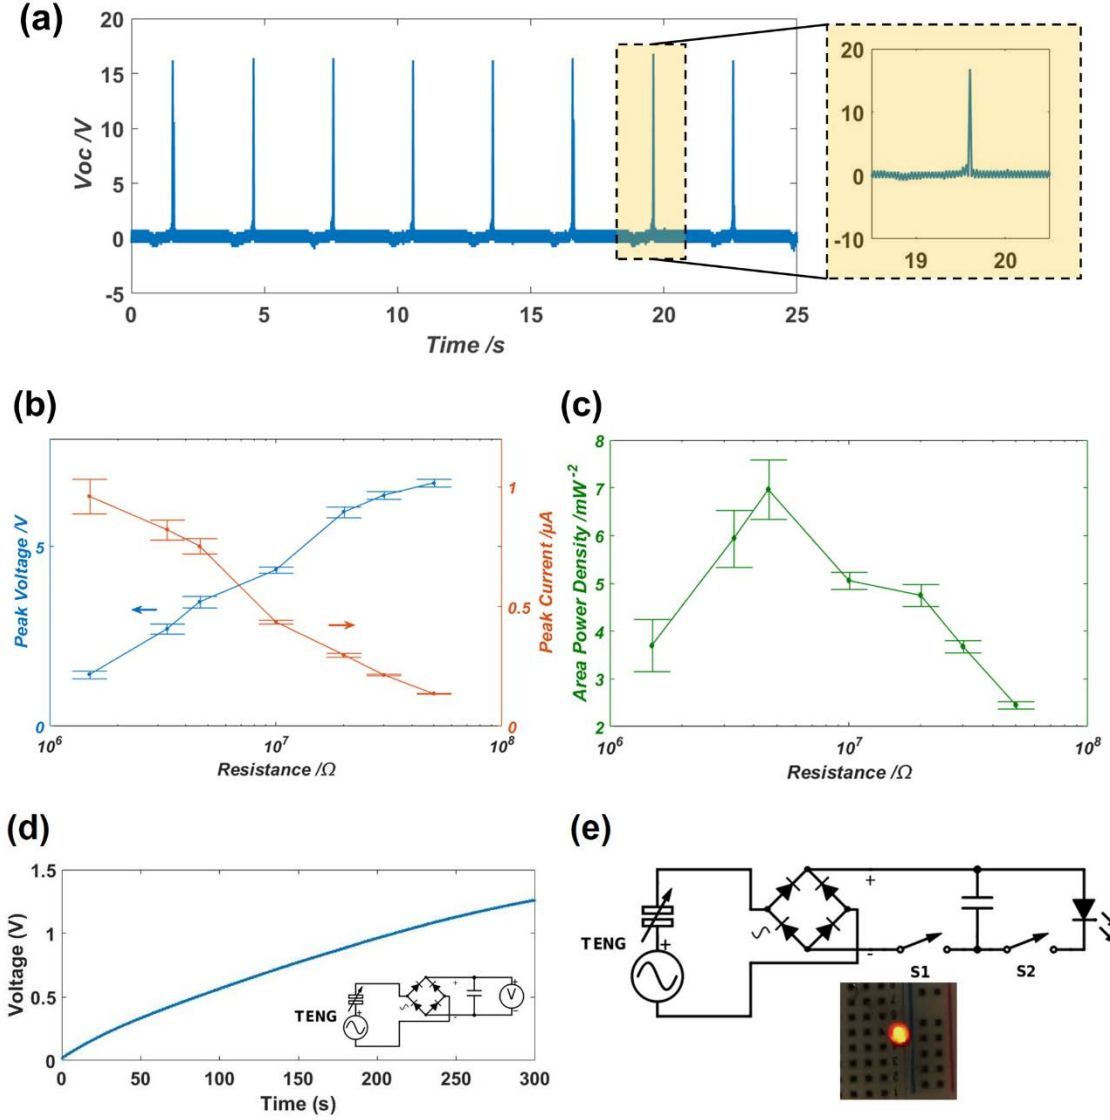 (a)
20
15
10
5
0
-5
Voc /V
0 5 10 15 20 25
Time /s
20
10
0
-10
19 20
(b)
5
0
Peak Voltage /V
1
0.5
0
Peak Current /μA
10^6 10^7 10^8
Resistance /Ω
(c)
8
7
6
5
4
3
2
Area Power Density /mW^-2
10^6 10^7 10^8
Resistance /Ω
(d)
1.5
1
0.5
0
Voltage (V)
0 50 100 150 200 250 300
Time (s)
TENG
+
~
+
-
V
+
-
(e)
TENG
+
~
+
-
S1
S2